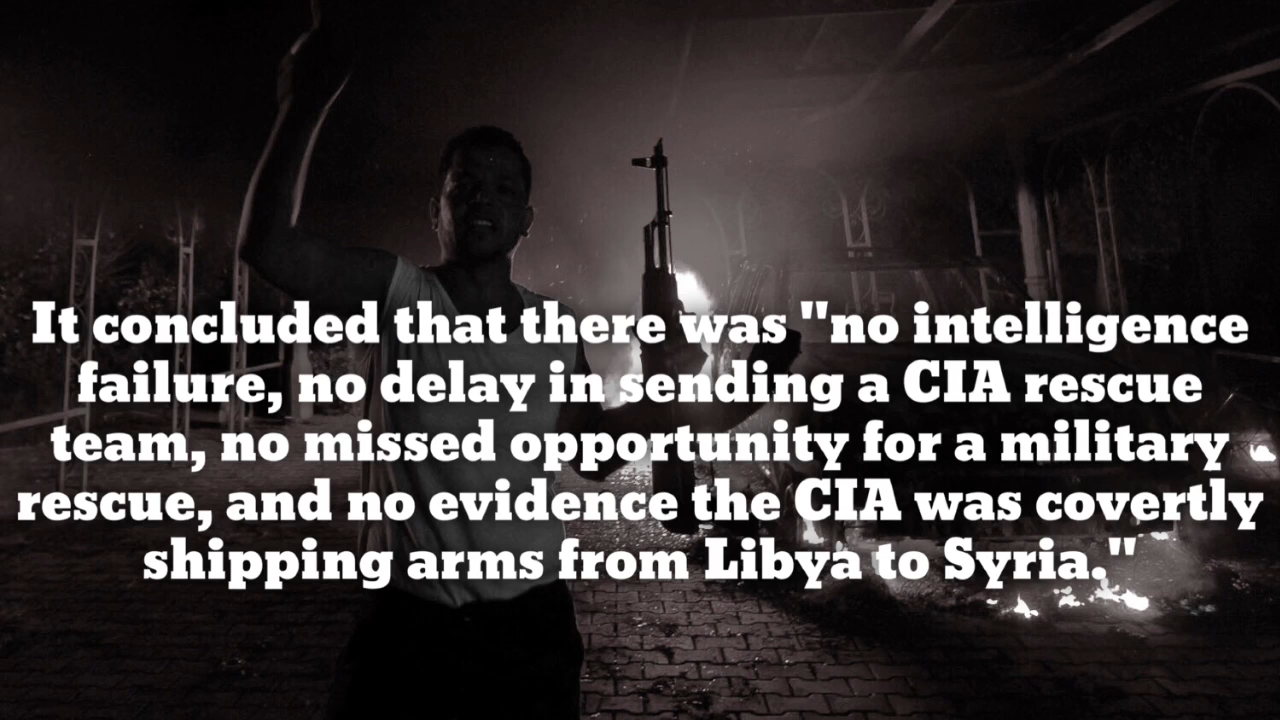 It concluded that there was "no intelligence
failure, no delay in sending a CIA rescue
team, no missed opportunity for a military
rescue, and no evidence the CIA was covertly
shipping arms from Libya to Syria."